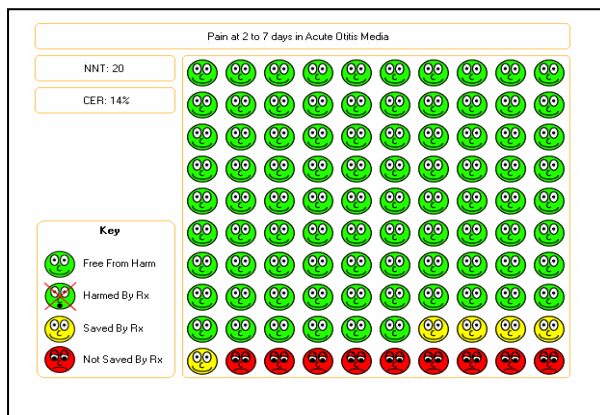 Pain at 2 to 7 days in Acute Otitis Media
NNT: 20
CER: 14%
Key
Free From Harm
Harmed By Rx
Saved By Rx
Not Saved By Rx